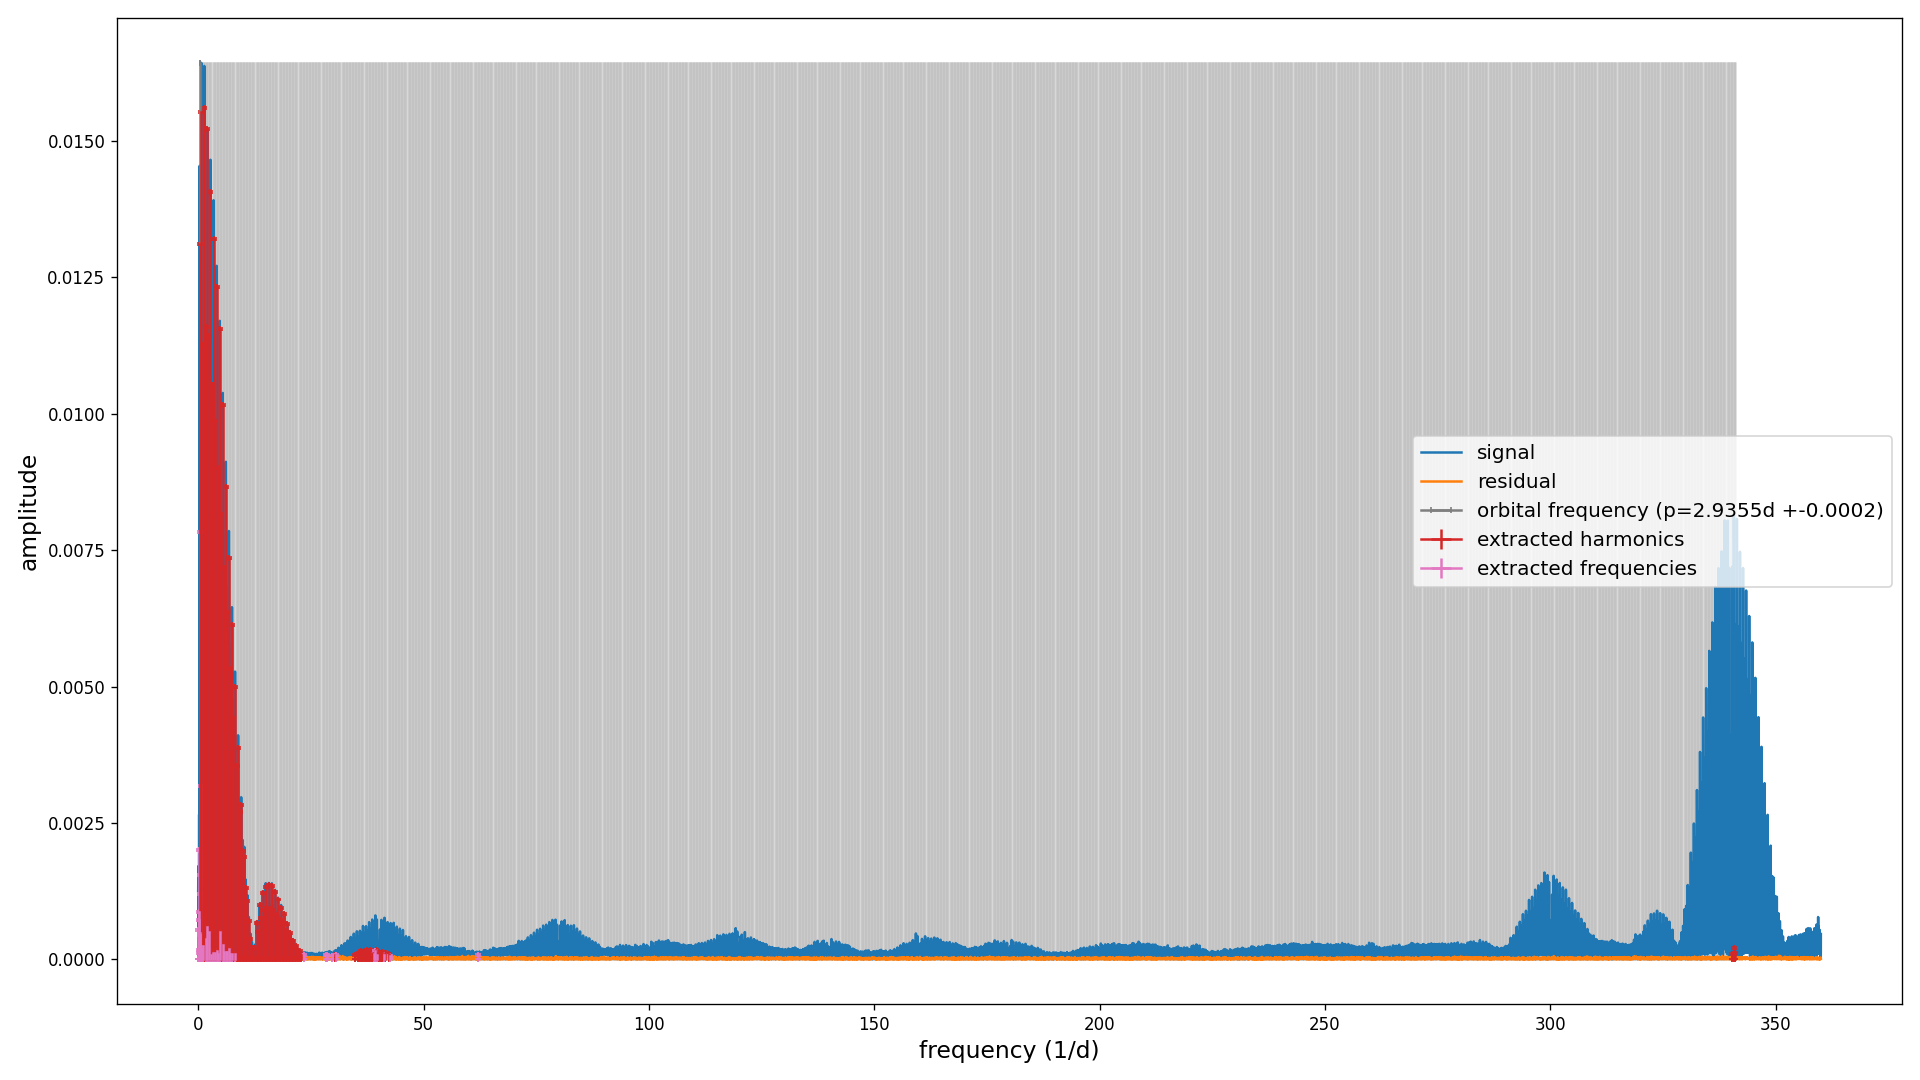 0.0150
0.0125
0.0100
0.0075
0.0050
0.0025
0.0000
amplitude
signal
residual
orbital frequency (p=2.9355d +-0.0002)
extracted harmonics
extracted frequencies
0 50 100 150 200 250 300 350
frequency (1/d)